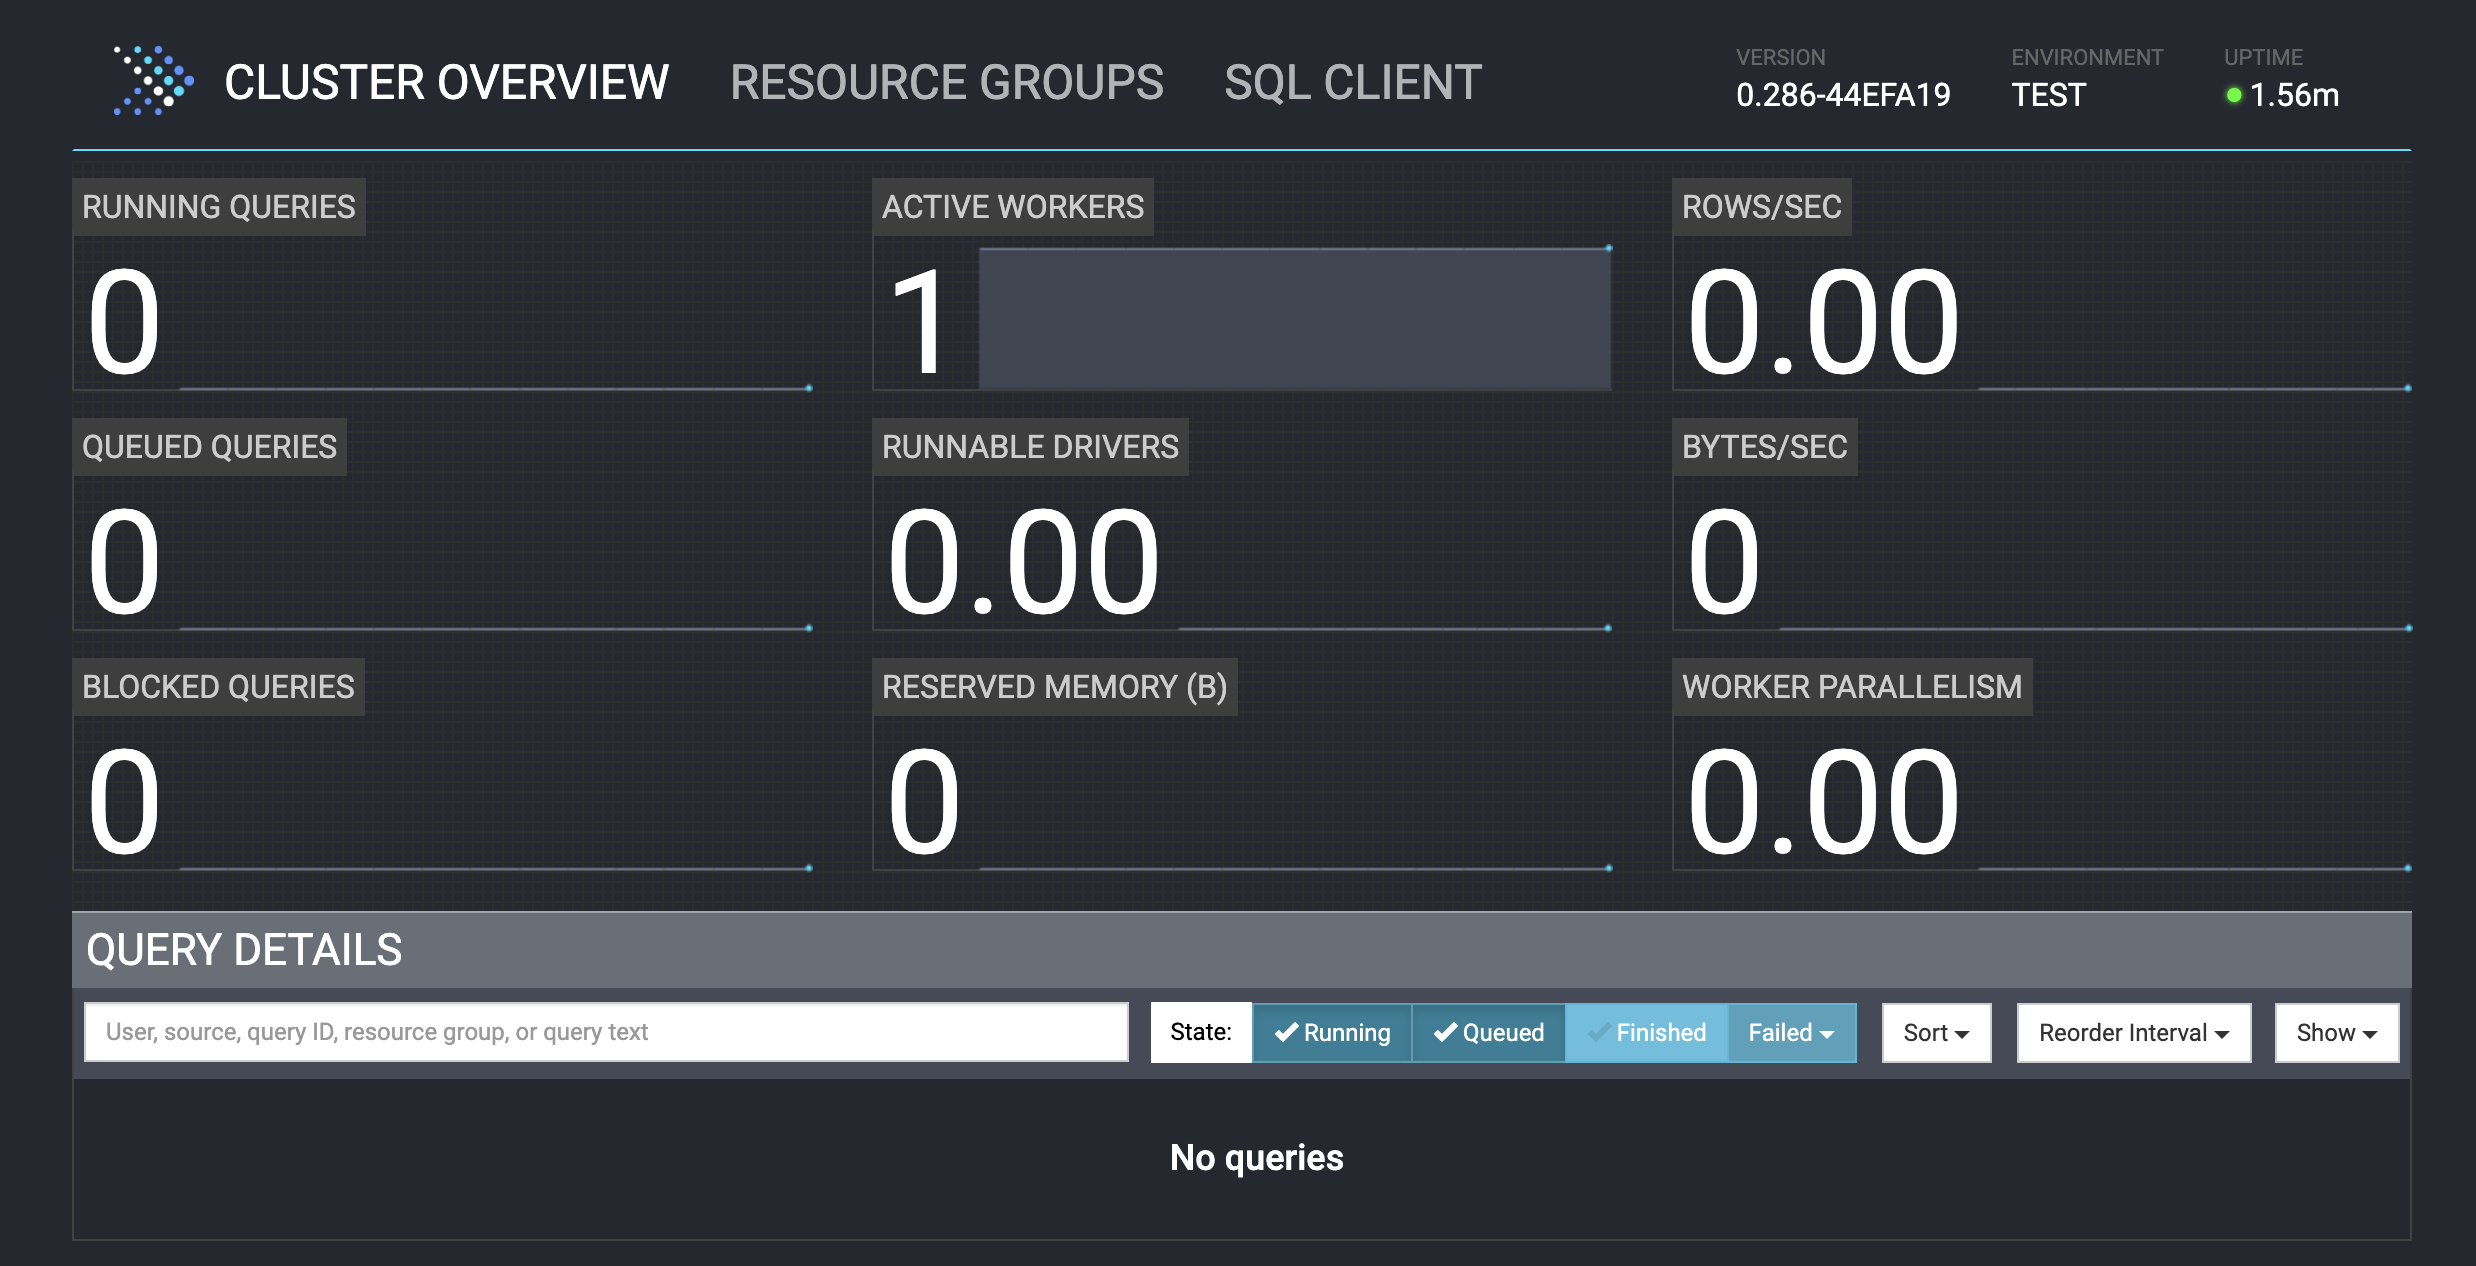 CLUSTER OVERVIEW RESOURCE GROUPS SQL CLIENT
VERSION
0.286-44EFA19
ENVIRONMENT
TEST
UPTIME
1.56m
RUNNING QUERIES
0
ACTIVE WORKERS
1
ROWS/SEC
0.00
QUEUED QUERIES
0
RUNNABLE DRIVERS
0.00
BYTES/SEC
0
BLOCKED QUERIES
0
RESERVED MEMORY (B)
0
WORKER PARALLELISM
0.00
QUERY DETAILS
User, source, query ID, resource group, or query text
State: Running Queued Finished Failed Sort Reorder Interval Show
No queries